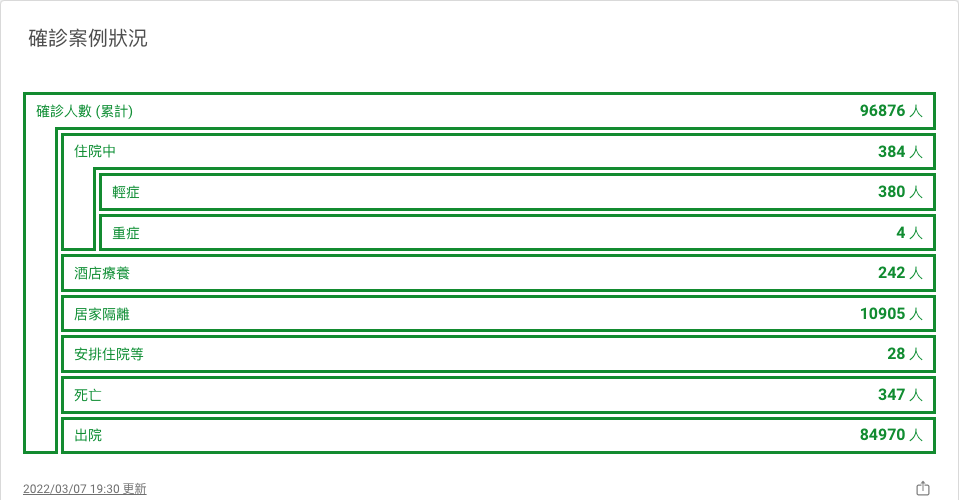 確診案例狀況
確診人數 (累計) 96876 人
住院中 384 人
輕症 380 人
重症 4 人
酒店療養 242 人
居家隔離 10905 人
安排住院等 28 人
死亡 347 人
出院 84970 人
2022/03/07 19:30 更新